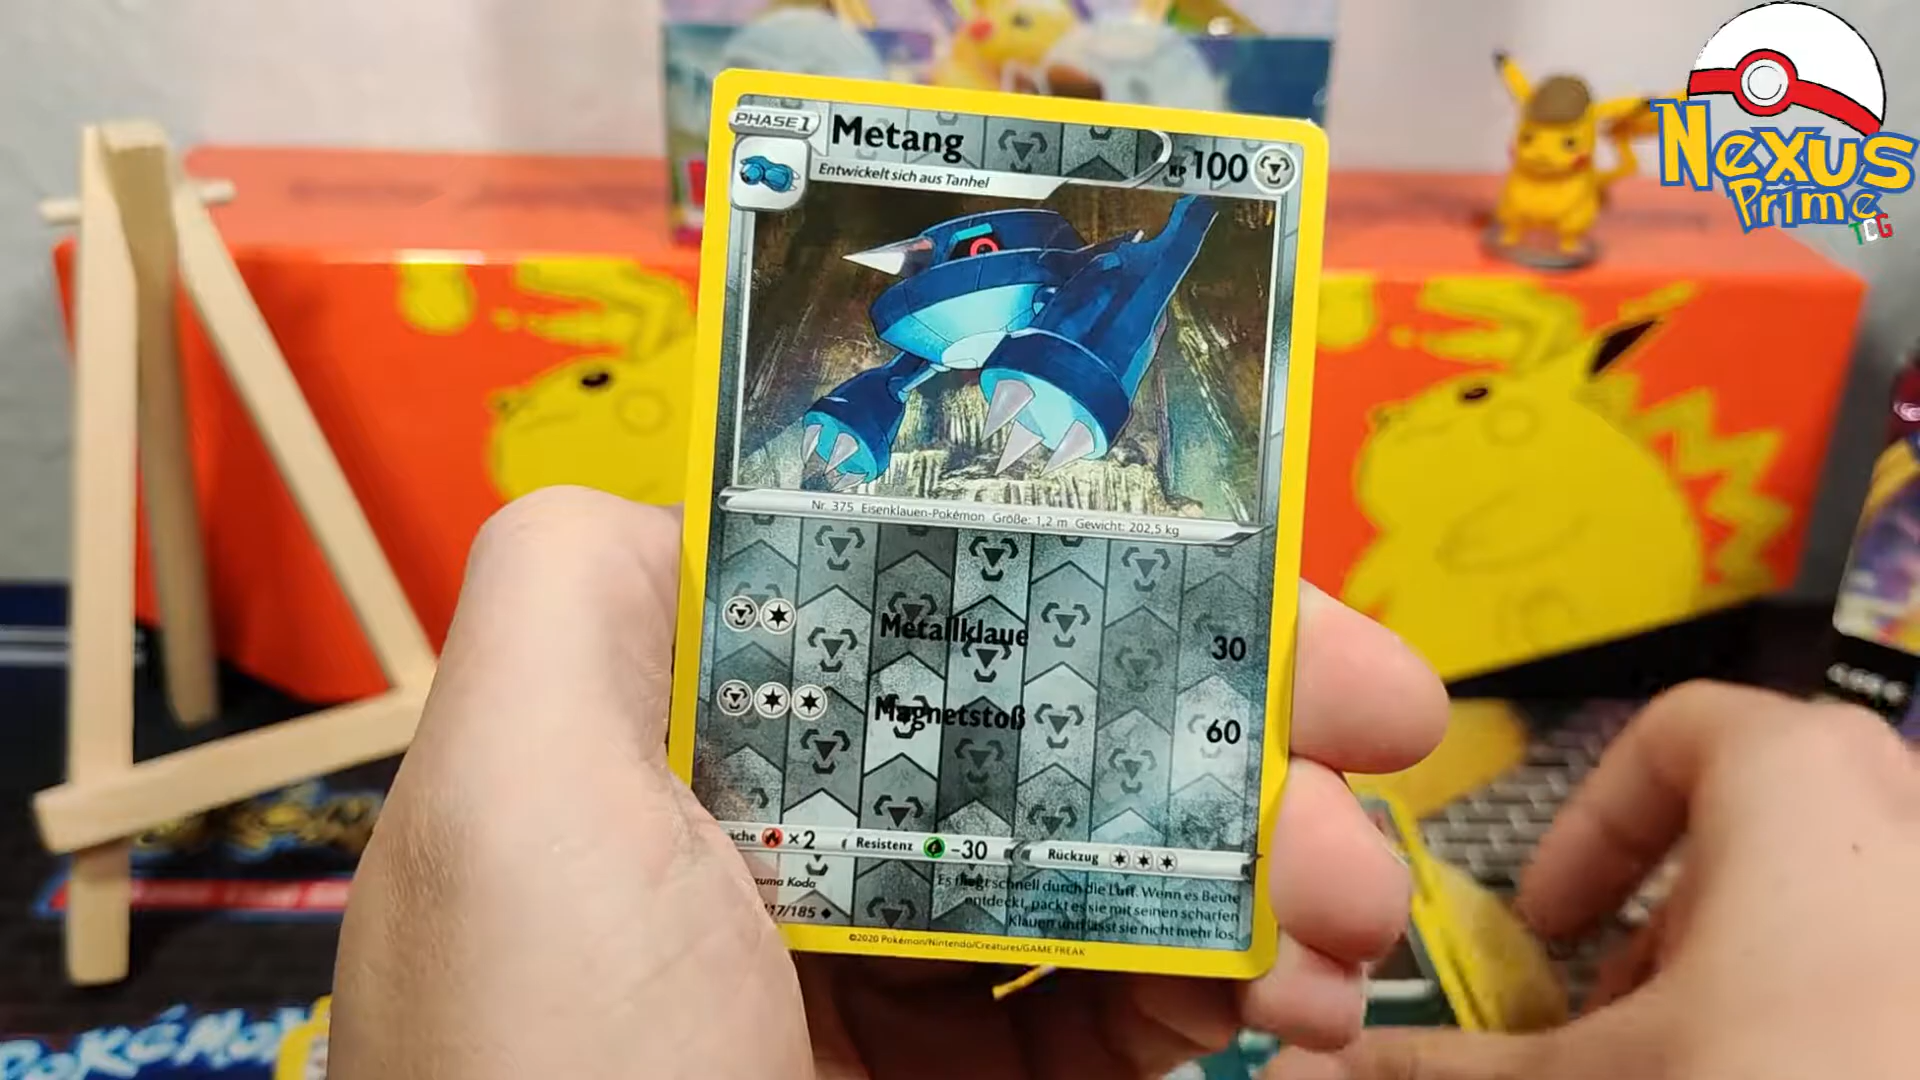 Nexus
Prime
TCG
PHASE 1
Metang
KP 100
Entwickelt sich aus Tanhel
Nr. 375 Eisenklauen-Pokémon Größe: 1,2 m Gewicht: 202,5 kg
Metallklaue 30
Magnetstoß 60
×2 Resistenz -30 Rückzug
Koda
/185
Es fliegt schnell durch die Luft. Wenn es Beute
entdeckt, packt es sie mit seinen scharfen
Klauen und lässt sie nicht mehr los.
©2020 Pokémon/Nintendo/Creatures/GAME FREAK
POKÉMON